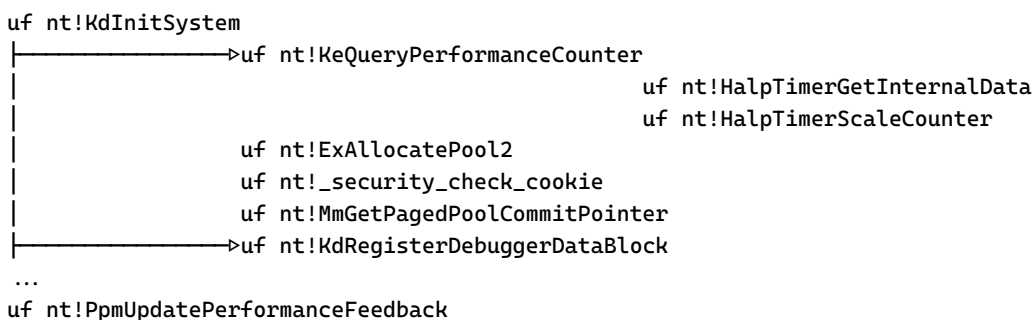 uf nt!KdInitSystem
uf nt!KeQueryPerformanceCounter
uf nt!HalpTimerGetInternalData
uf nt!HalpTimerScaleCounter
uf nt!ExAllocatePool2
uf nt!_security_check_cookie
uf nt!MmGetPagedPoolCommitPointer
uf nt!KdRegisterDebuggerDataBlock
...
uf nt!PpmUpdatePerformanceFeedback